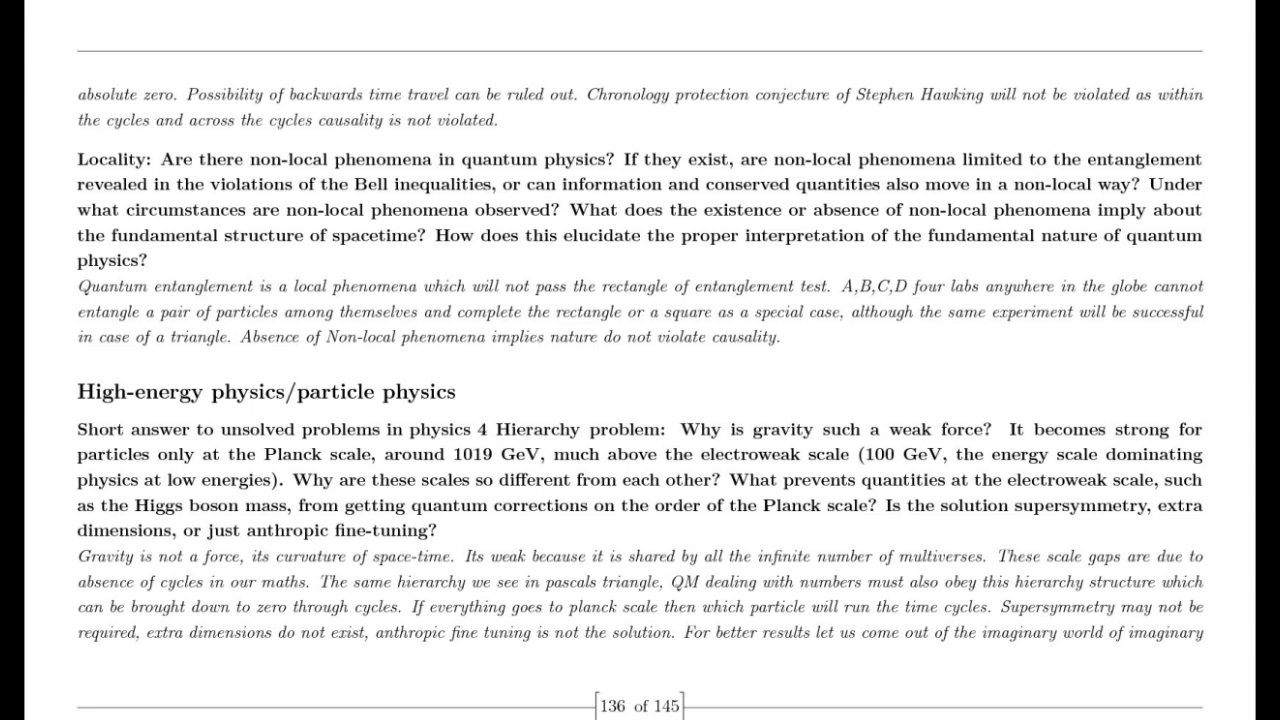 absolute zero. Possibility of backwards time travel can be ruled out. Chronology protection conjecture of Stephen Hawking will not be violated as within
the cycles and across the cycles causality is not violated.
Locality: Are there non-local phenomena in quantum physics? If they exist, are non-local phenomena limited to the entanglement
revealed in the violations of the Bell inequalities, or can information and conserved quantities also move in a non-local way? Under
what circumstances are non-local phenomena observed? What does the existence or absence of non-local phenomena imply about
the fundamental structure of spacetime? How does this elucidate the proper interpretation of the fundamental nature of quantum
physics?
Quantum entanglement is a local phenomena which will not pass the rectangle of entanglement test. A,B,C,D four labs anywhere in the globe cannot
entangle a pair of particles among themselves and complete the rectangle or a square as a special case, although the same experiment will be successful
in case of a triangle. Absence of Non-local phenomena implies nature do not violate causality.
High-energy physics/particle physics
Short answer to unsolved problems in physics 4 Hierarchy problem: Why is gravity such a weak force? It becomes strong for
particles only at the Planck scale, around 1019 GeV, much above the electroweak scale (100 GeV, the energy scale dominating
physics at low energies). Why are these scales so different from each other? What prevents quantities at the electroweak scale, such
as the Higgs boson mass, from getting quantum corrections on the order of the Planck scale? Is the solution supersymmetry, extra
dimensions, or just anthropic fine-tuning?
Gravity is not a force, its curvature of space-time. Its weak because it is shared by all the infinite number of multiverses. These scale gaps are due to
absence of cycles in our maths. The same hierarchy we see in pascals triangle, QM dealing with numbers must also obey this hierarchy structure which
can be brought down to zero through cycles. If everything goes to planck scale then which particle will run the time cycles. Supersymmetry may not be
required, extra dimensions do not exist, anthropic fine tuning is not the solution. For better results let us come out of the imaginary world of imaginary
136 of 145